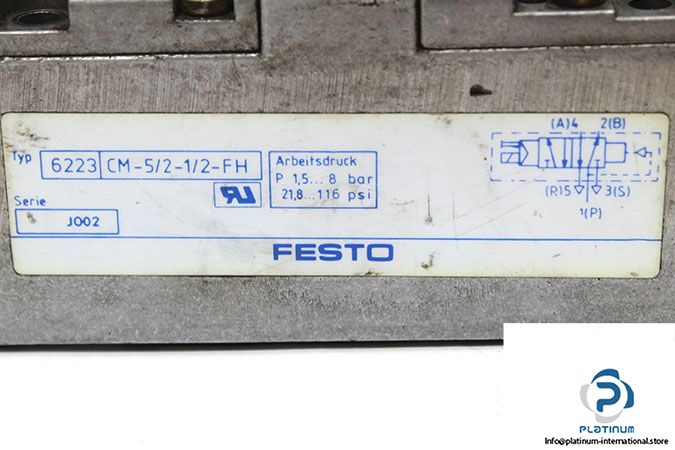 Typ 6223 CM-5/2-1/2-FH
Arbeitsdruck
P 1,5...8 bar
21,8...116 psi
Serie
JO02
(A)4 2(B)
(R)5 3(S)
1(P)
FESTO
PLATINUM
Info@platinum-international.store